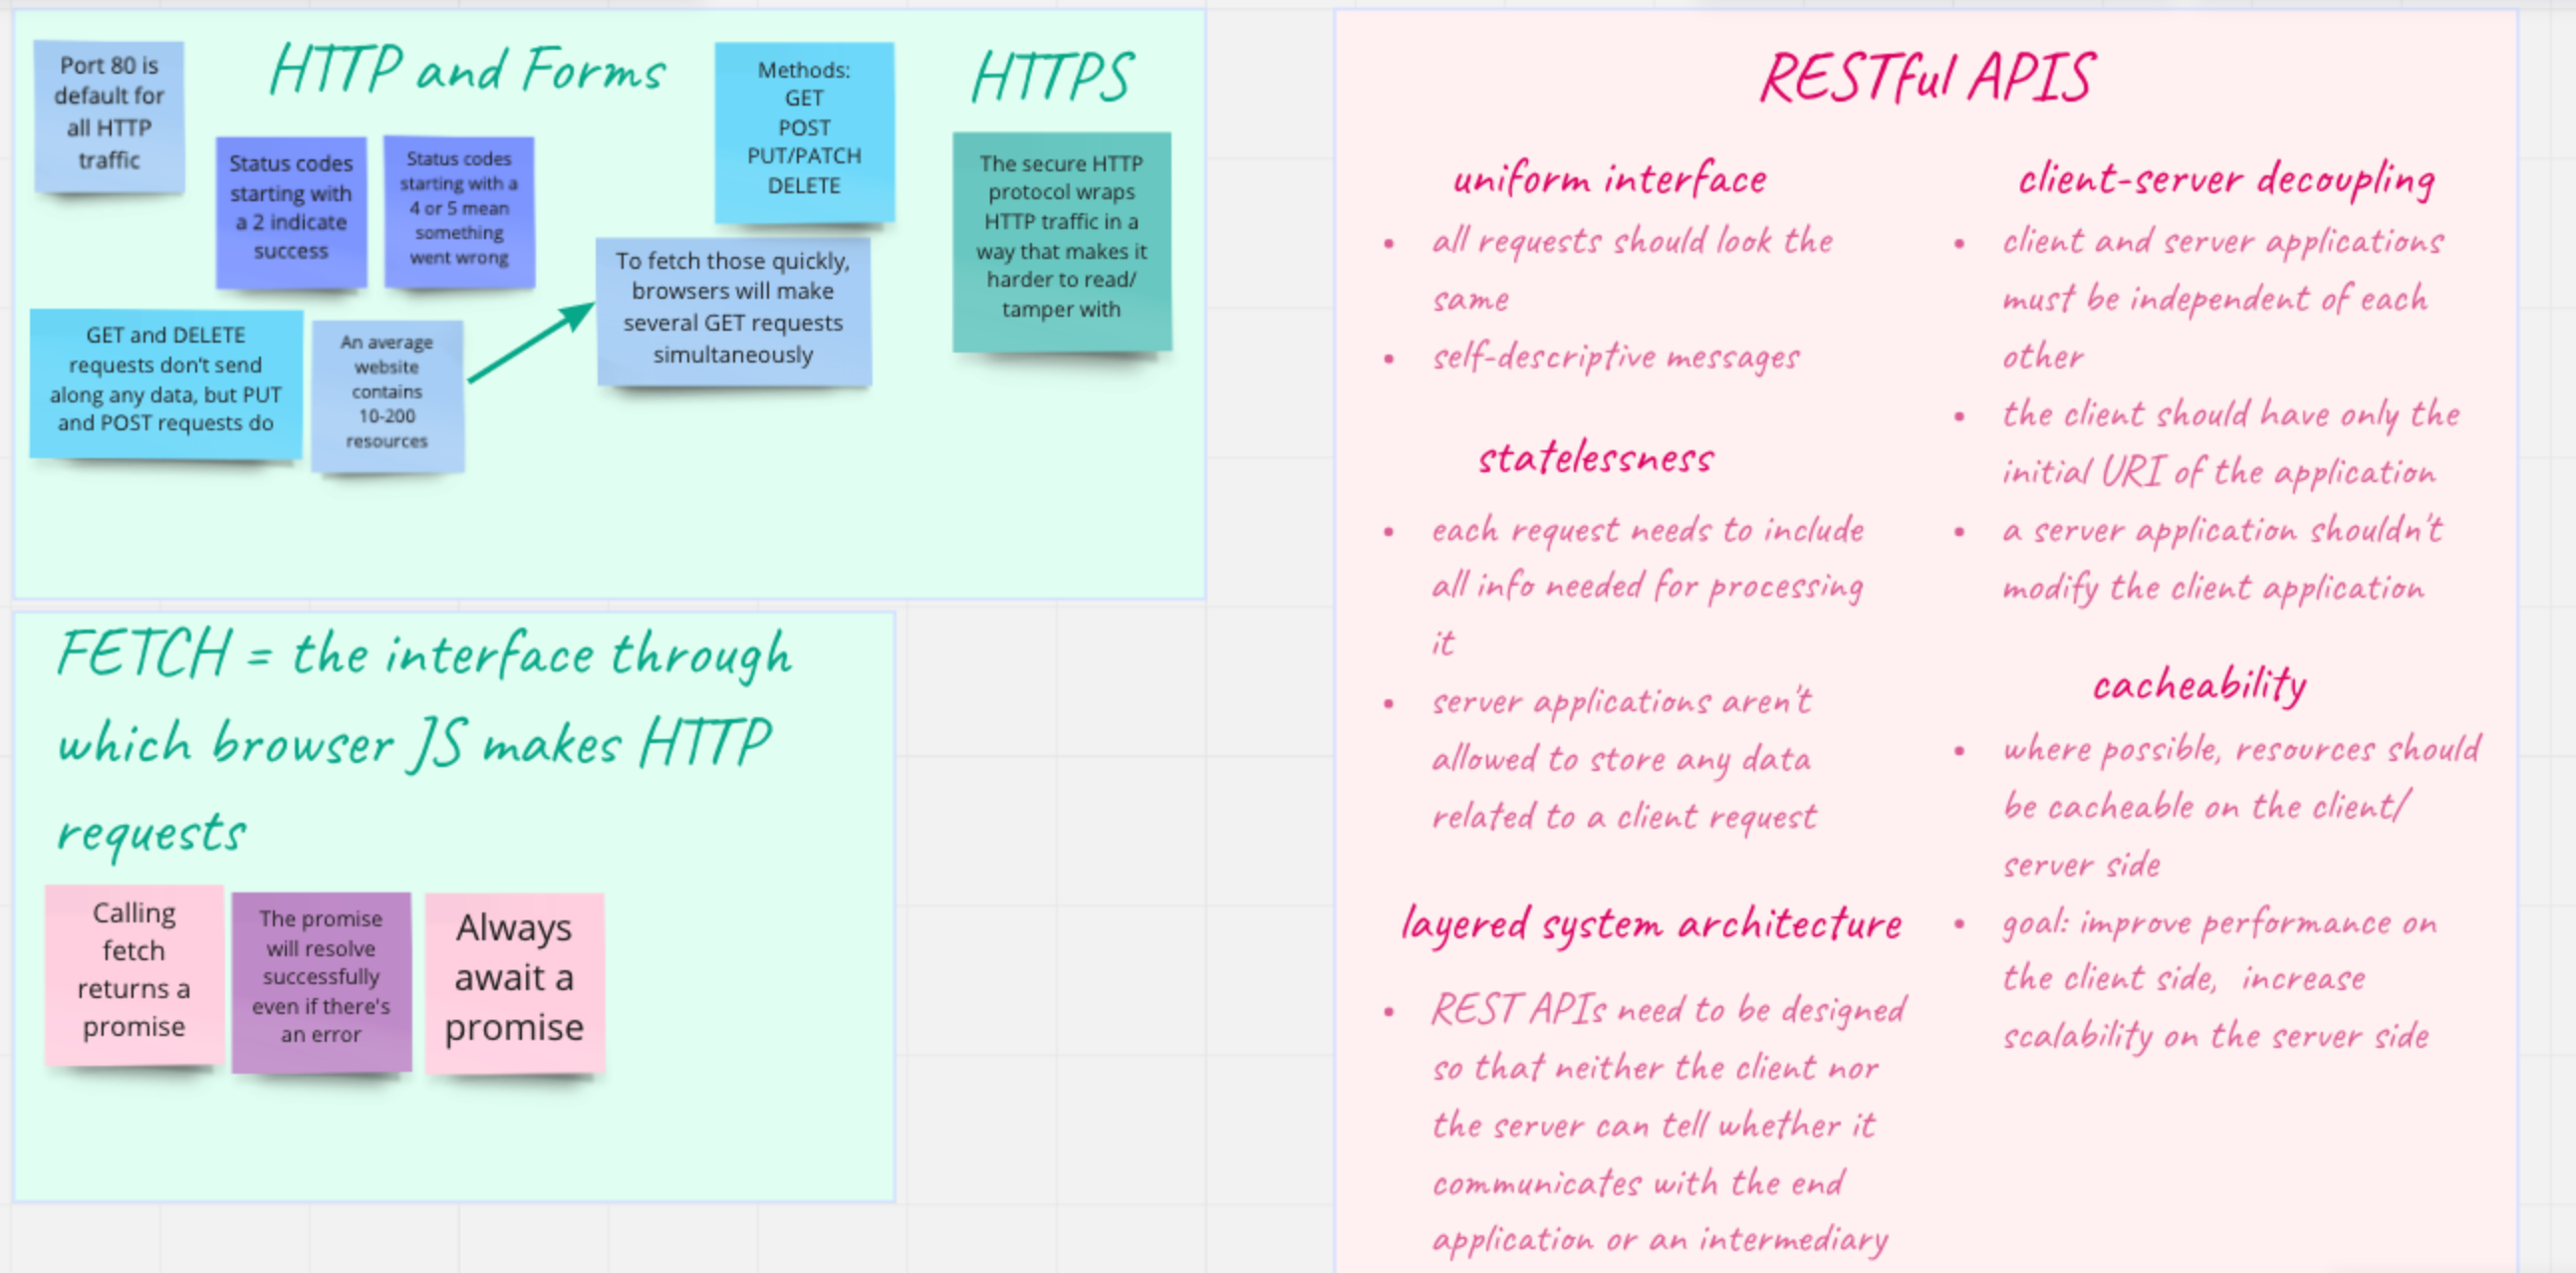 HTTP and Forms
Port 80 is
default for
all HTTP
traffic
Status codes
starting with
a 2 indicate
success
Status codes
starting with a
4 or 5 mean
something
went wrong
Methods:
GET
POST
PUT/PATCH
DELETE
GET and DELETE
requests don't send
along any data, but PUT
and POST requests do
An average
website
contains
10-200
resources
To fetch those quickly,
browsers will make
several GET requests
simultaneously
HTTPS
The secure HTTP
protocol wraps
HTTP traffic in a
way that makes it
harder to read/
tamper with
FETCH = the interface through
which browser JS makes HTTP
requests
Calling
fetch
returns a
promise
The promise
will resolve
successfully
even if there's
an error
Always
await a
promise
RESTful APIS
uniform interface
• all requests should look the
same
• self-descriptive messages
statelessness
• each request needs to include
all info needed for processing
it
• server applications aren't
allowed to store any data
related to a client request
layered system architecture
• REST APIs need to be designed
so that neither the client nor
the server can tell whether it
communicates with the end
application or an intermediary
client-server decoupling
• client and server applications
must be independent of each
other
• the client should have only the
initial URI of the application
• a server application shouldn't
modify the client application
cacheability
• where possible, resources should
be cacheable on the client/
server side
• goal: improve performance on
the client side, increase
scalability on the server side